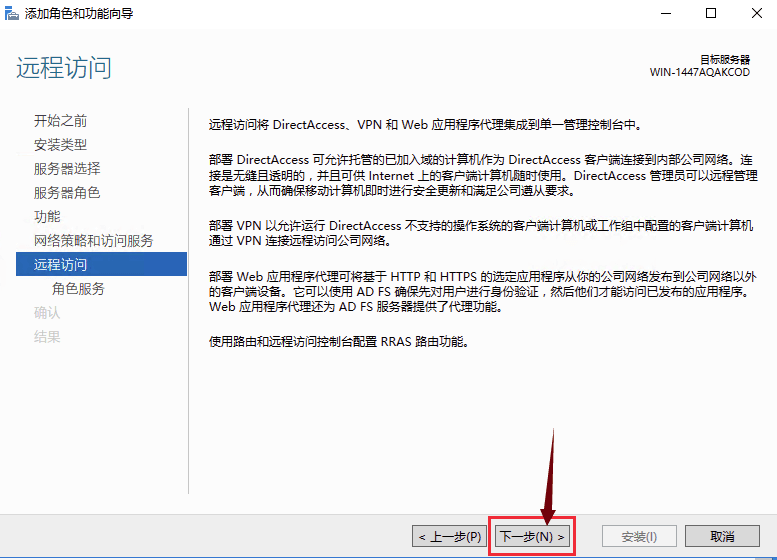 添加角色和功能向导
远程访问
目标服务器
WIN-1447AQAKCOD
开始之前
安装类型
服务器选择
服务器角色
功能
网络策略和访问服务
远程访问
角色服务
确认
结果
远程访问将 DirectAccess、VPN 和 Web 应用程序代理集成到单一管理控制台中。
部署 DirectAccess 可允许托管的已加入域的计算机作为 DirectAccess 客户端连接到内部公司网络。连
接是无缝且透明的，并且可供 Internet 上的客户端计算机随时使用。DirectAccess 管理员可以远程管理
客户端，从而确保移动计算机即时进行安全更新和满足公司遵从要求。
部署 VPN 以允许运行 DirectAccess 不支持的操作系统的客户端计算机或工作组中配置的客户端计算机
通过 VPN 连接远程访问公司网络。
部署 Web 应用程序代理可将基于 HTTP 和 HTTPS 的选定应用程序从你的公司网络发布到公司网络以外
的客户端设备。它可以使用 AD FS 确保先对用户进行身份验证，然后他们才能访问已发布的应用程序。
Web 应用程序代理还为 AD FS 服务器提供了代理功能。
使用路由和远程访问控制台配置 RRAS 路由功能。
< 上一步(P)
下一步(N) >
安装(I)
取消